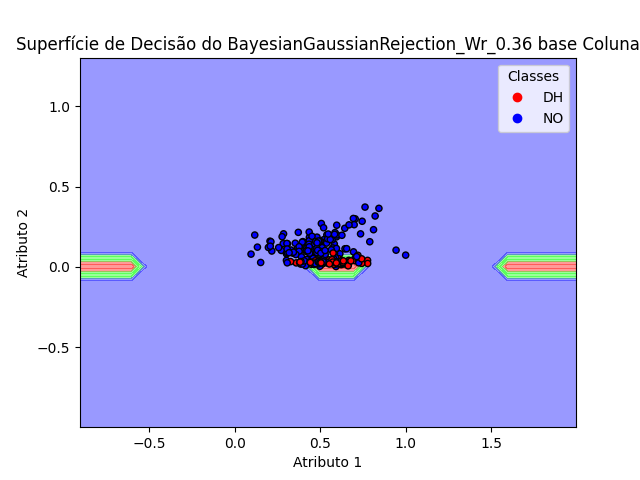 Superfície de Decisão do BayesianGaussianRejection_Wr_0.36 base Coluna
Classes
DH
NO
1.0
0.5
0.0
−0.5
Atributo 2
−0.5
0.0
0.5
1.0
1.5
Atributo 1